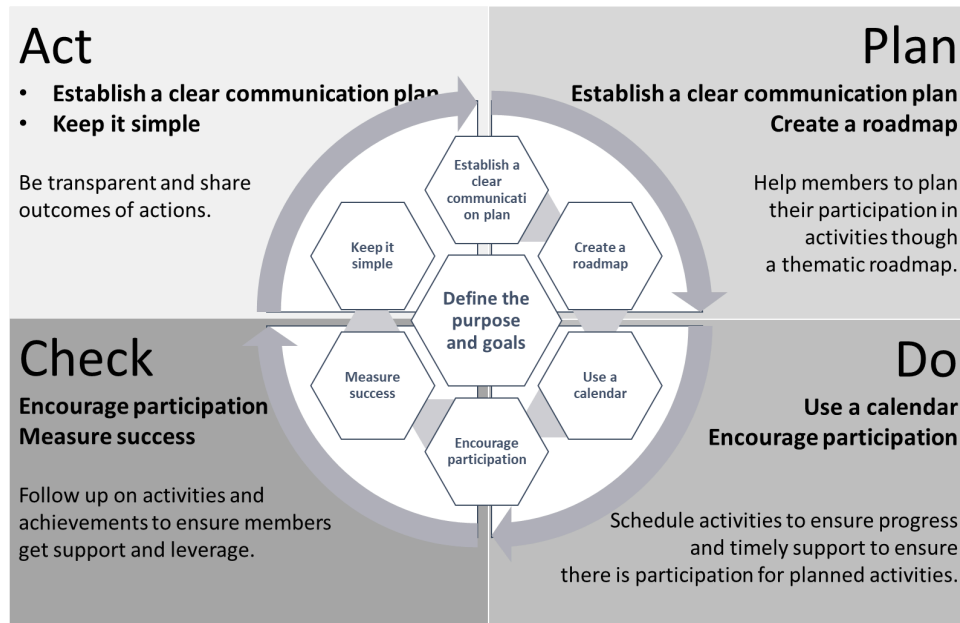 Act
• Establish a clear communication plan
• Keep it simple
Be transparent and share
outcomes of actions.
Plan
Establish a clear communication plan
Create a roadmap
Help members to plan
their participation in
activities though
a thematic roadmap.
Establish a
clear
communicati
on plan
Keep it
simple
Create a
roadmap
Define the
purpose
and goals
Measure
success
Use a
calendar
Encourage
participation
Check
Encourage participation
Measure success
Follow up on activities and
achievements to ensure members
get support and leverage.
Do
Use a calendar
Encourage participation
Schedule activities to ensure progress
and timely support to ensure
there is participation for planned activities.